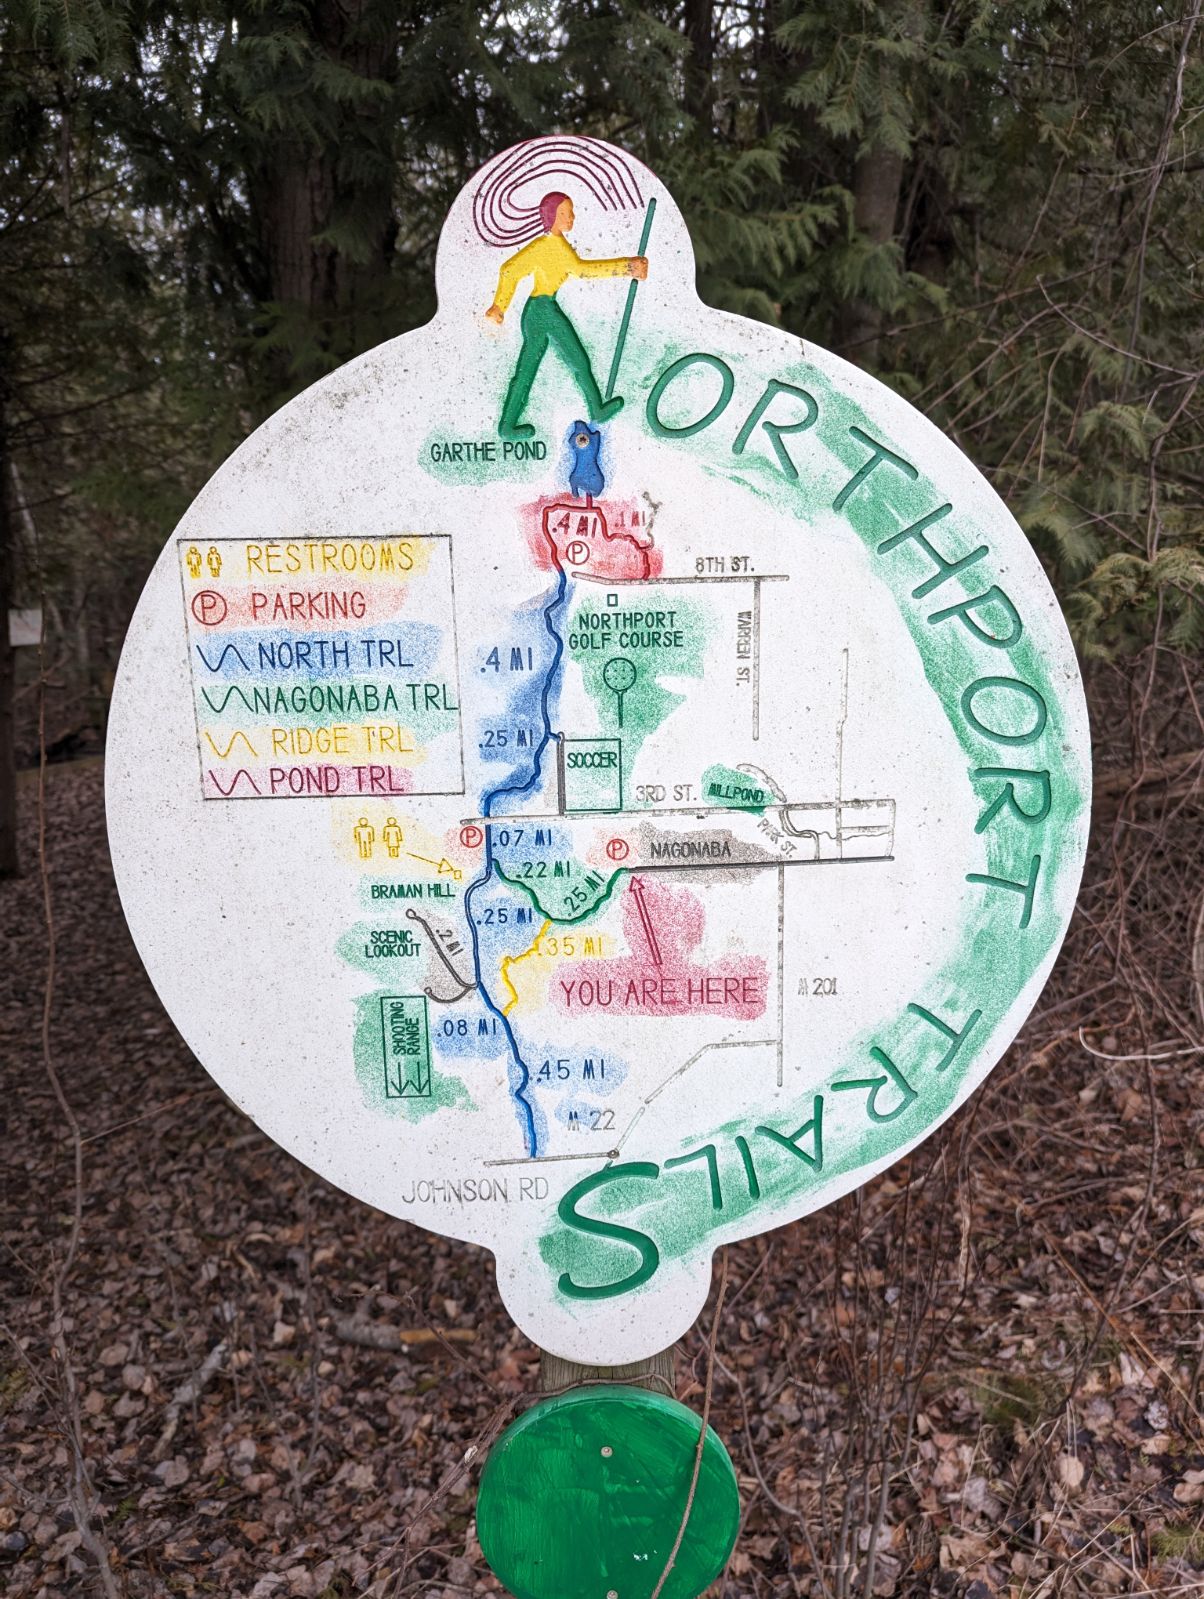 NORTHPORT TRAILS
GARTHE POND
.4 MI
.1 MI
P
8TH ST.
RESTROOMS
P PARKING
NORTH TRL
NAGONABA TRL
RIDGE TRL
POND TRL
NORTHPORT
GOLF COURSE
WARREN ST.
.4 MI
.25 MI
SOCCER
3RD ST.
MILLPOND
PARK ST.
P
.07 MI
P
NAGONABA
.22 MI
.25 MI
BRAMAN HILL
.25 MI
SCENIC
LOOKOUT
.2 MI
.35 MI
YOU ARE HERE
M 201
SHOOTING
RANGE
.08 MI
.45 MI
M 22
JOHNSON RD